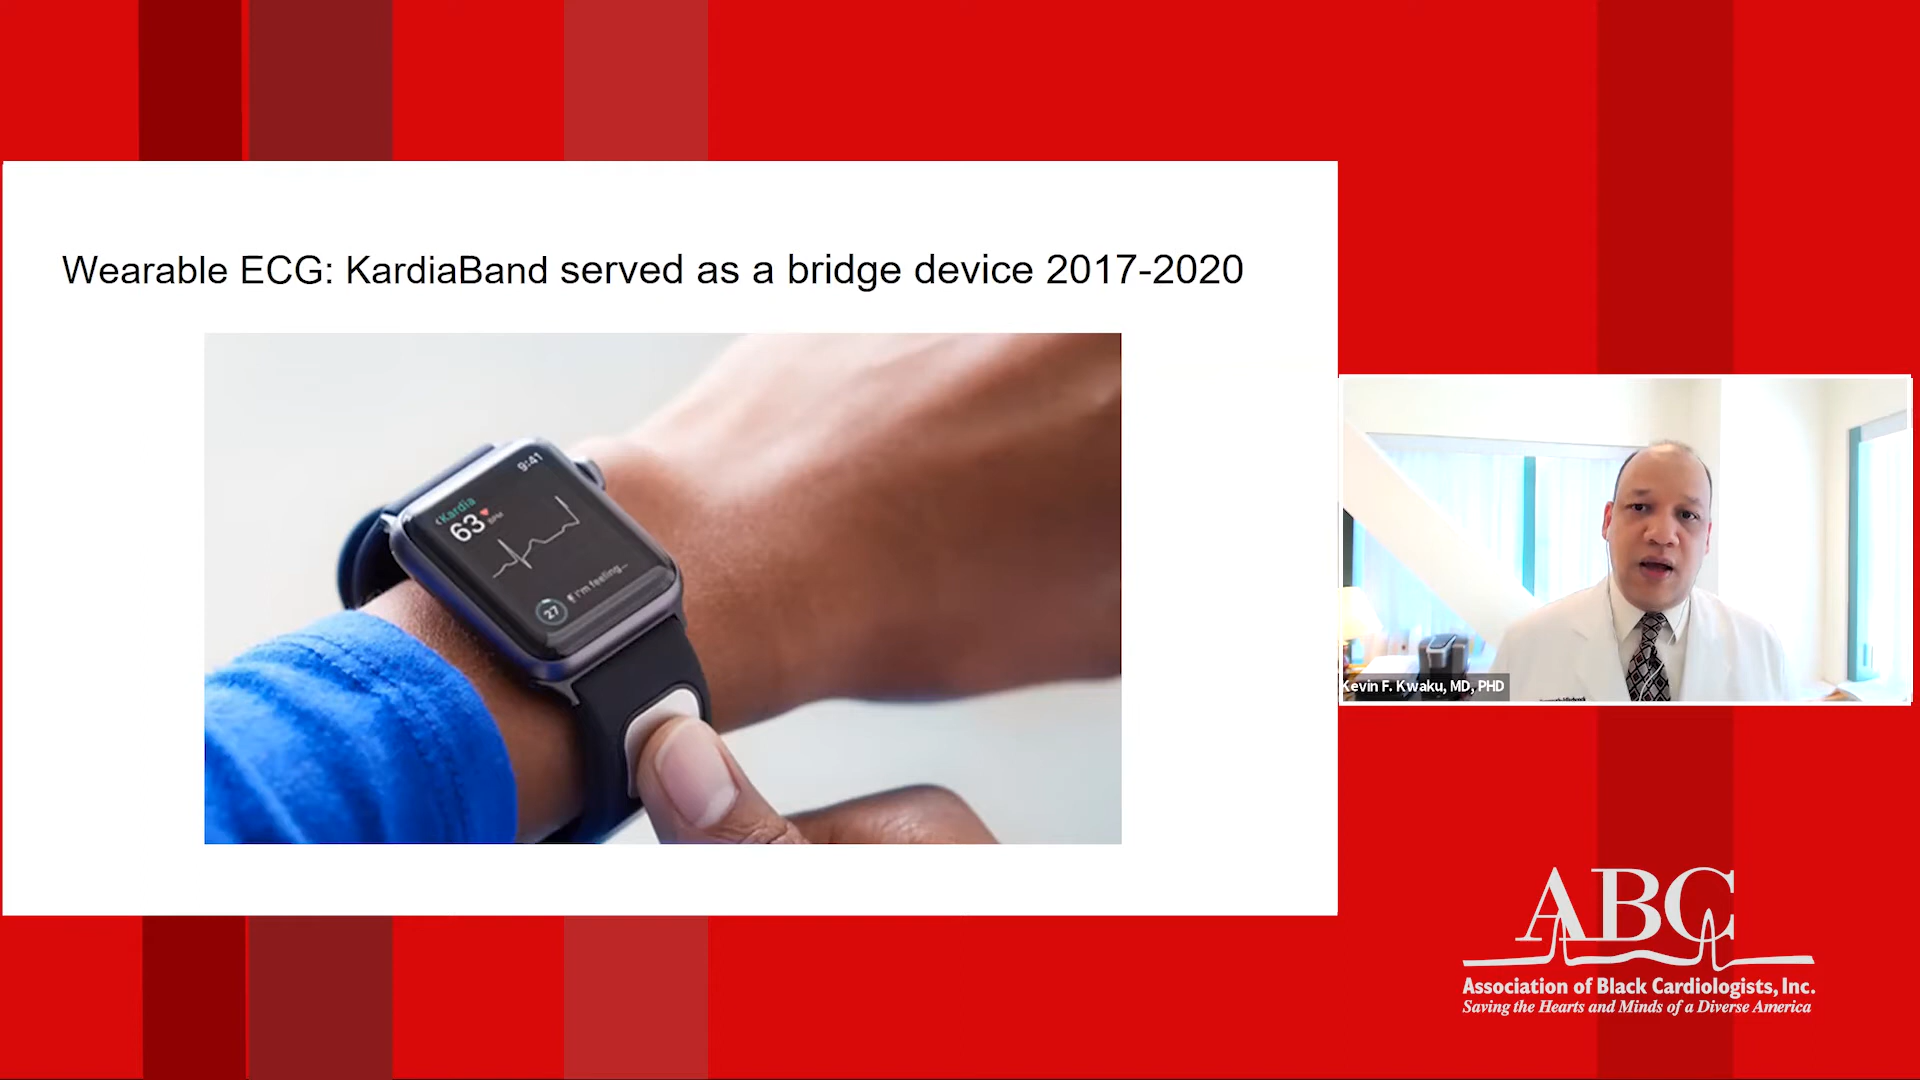 Wearable ECG: KardiaBand served as a bridge device 2017-2020
9:41
‹Kardia
63 BPM
27
I'm feeling...
Kevin F. Kwaku, MD, PHD
ABC
Association of Black Cardiologists, Inc.
Saving the Hearts and Minds of a Diverse America